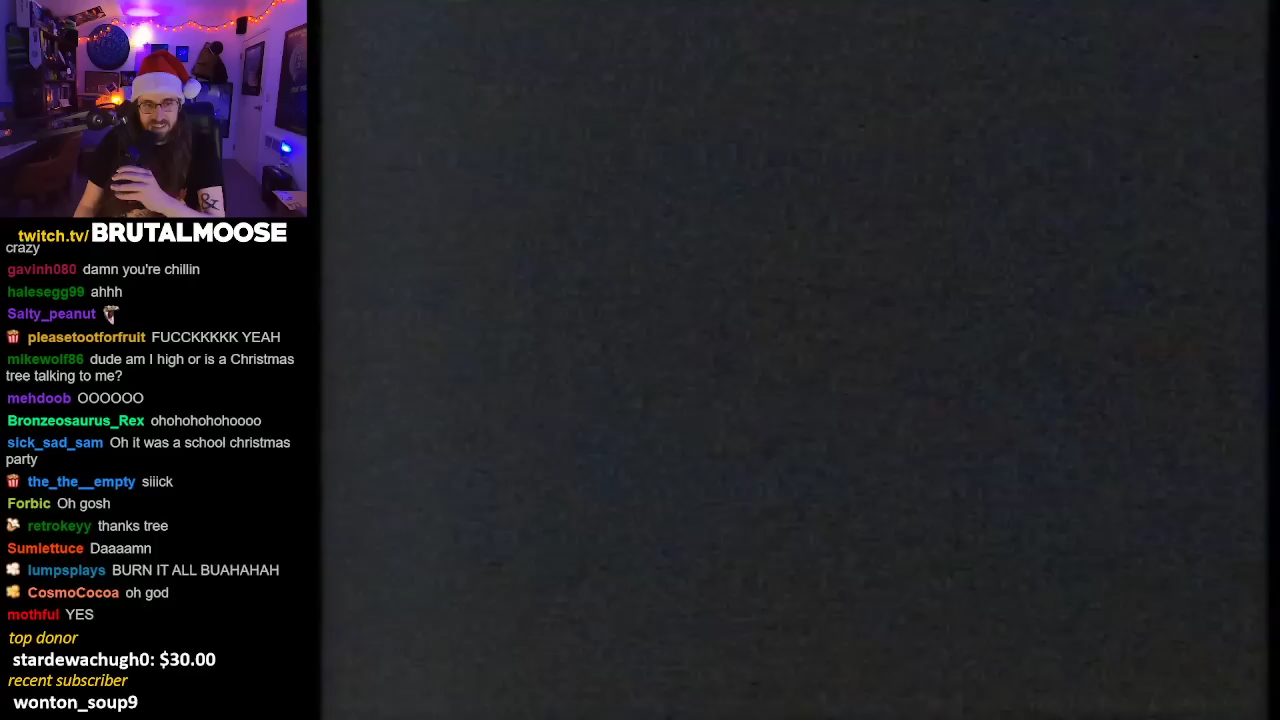 twitch.tv/BRUTALMOOSE
crazy
gavinh080 damn you're chillin
halesegg99 ahhh
Salty_peanut
pleasetootforfruit FUCCKKKKK YEAH
mikewolf86 dude am I high or is a Christmas
tree talking to me?
mehdoob OOOOOO
Bronzeosaurus_Rex ohohohohohoooo
sick_sad_sam Oh it was a school christmas
party
the_the__empty siiick
Forbic Oh gosh
retrokeyy thanks tree
Sumlettuce Daaaamn
lumpsplays BURN IT ALL BUAHAHAH
CosmoCocoa oh god
mothful YES
top donor
stardewachugh0: $30.00
recent subscriber
wonton_soup9
&